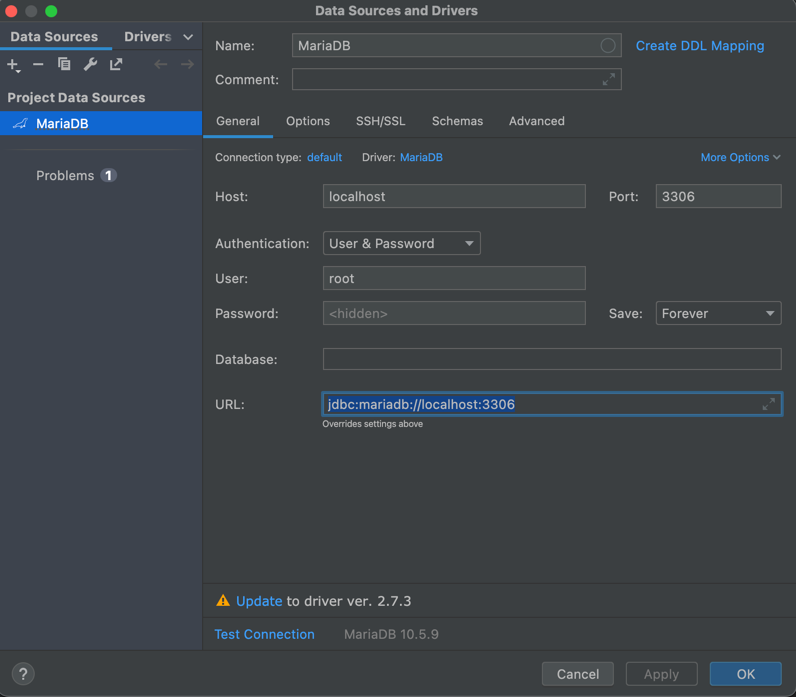 Data Sources and Drivers
Data Sources Drivers
Name: MariaDB Create DDL Mapping
Comment:
Project Data Sources
MariaDB
Problems 1
General Options SSH/SSL Schemas Advanced
Connection type: default Driver: MariaDB More Options
Host: localhost Port: 3306
Authentication: User & Password
User: root
Password: <hidden> Save: Forever
Database:
URL: jdbc:mariadb://localhost:3306
Overrides settings above
Update to driver ver. 2.7.3
Test Connection MariaDB 10.5.9
? Cancel Apply OK